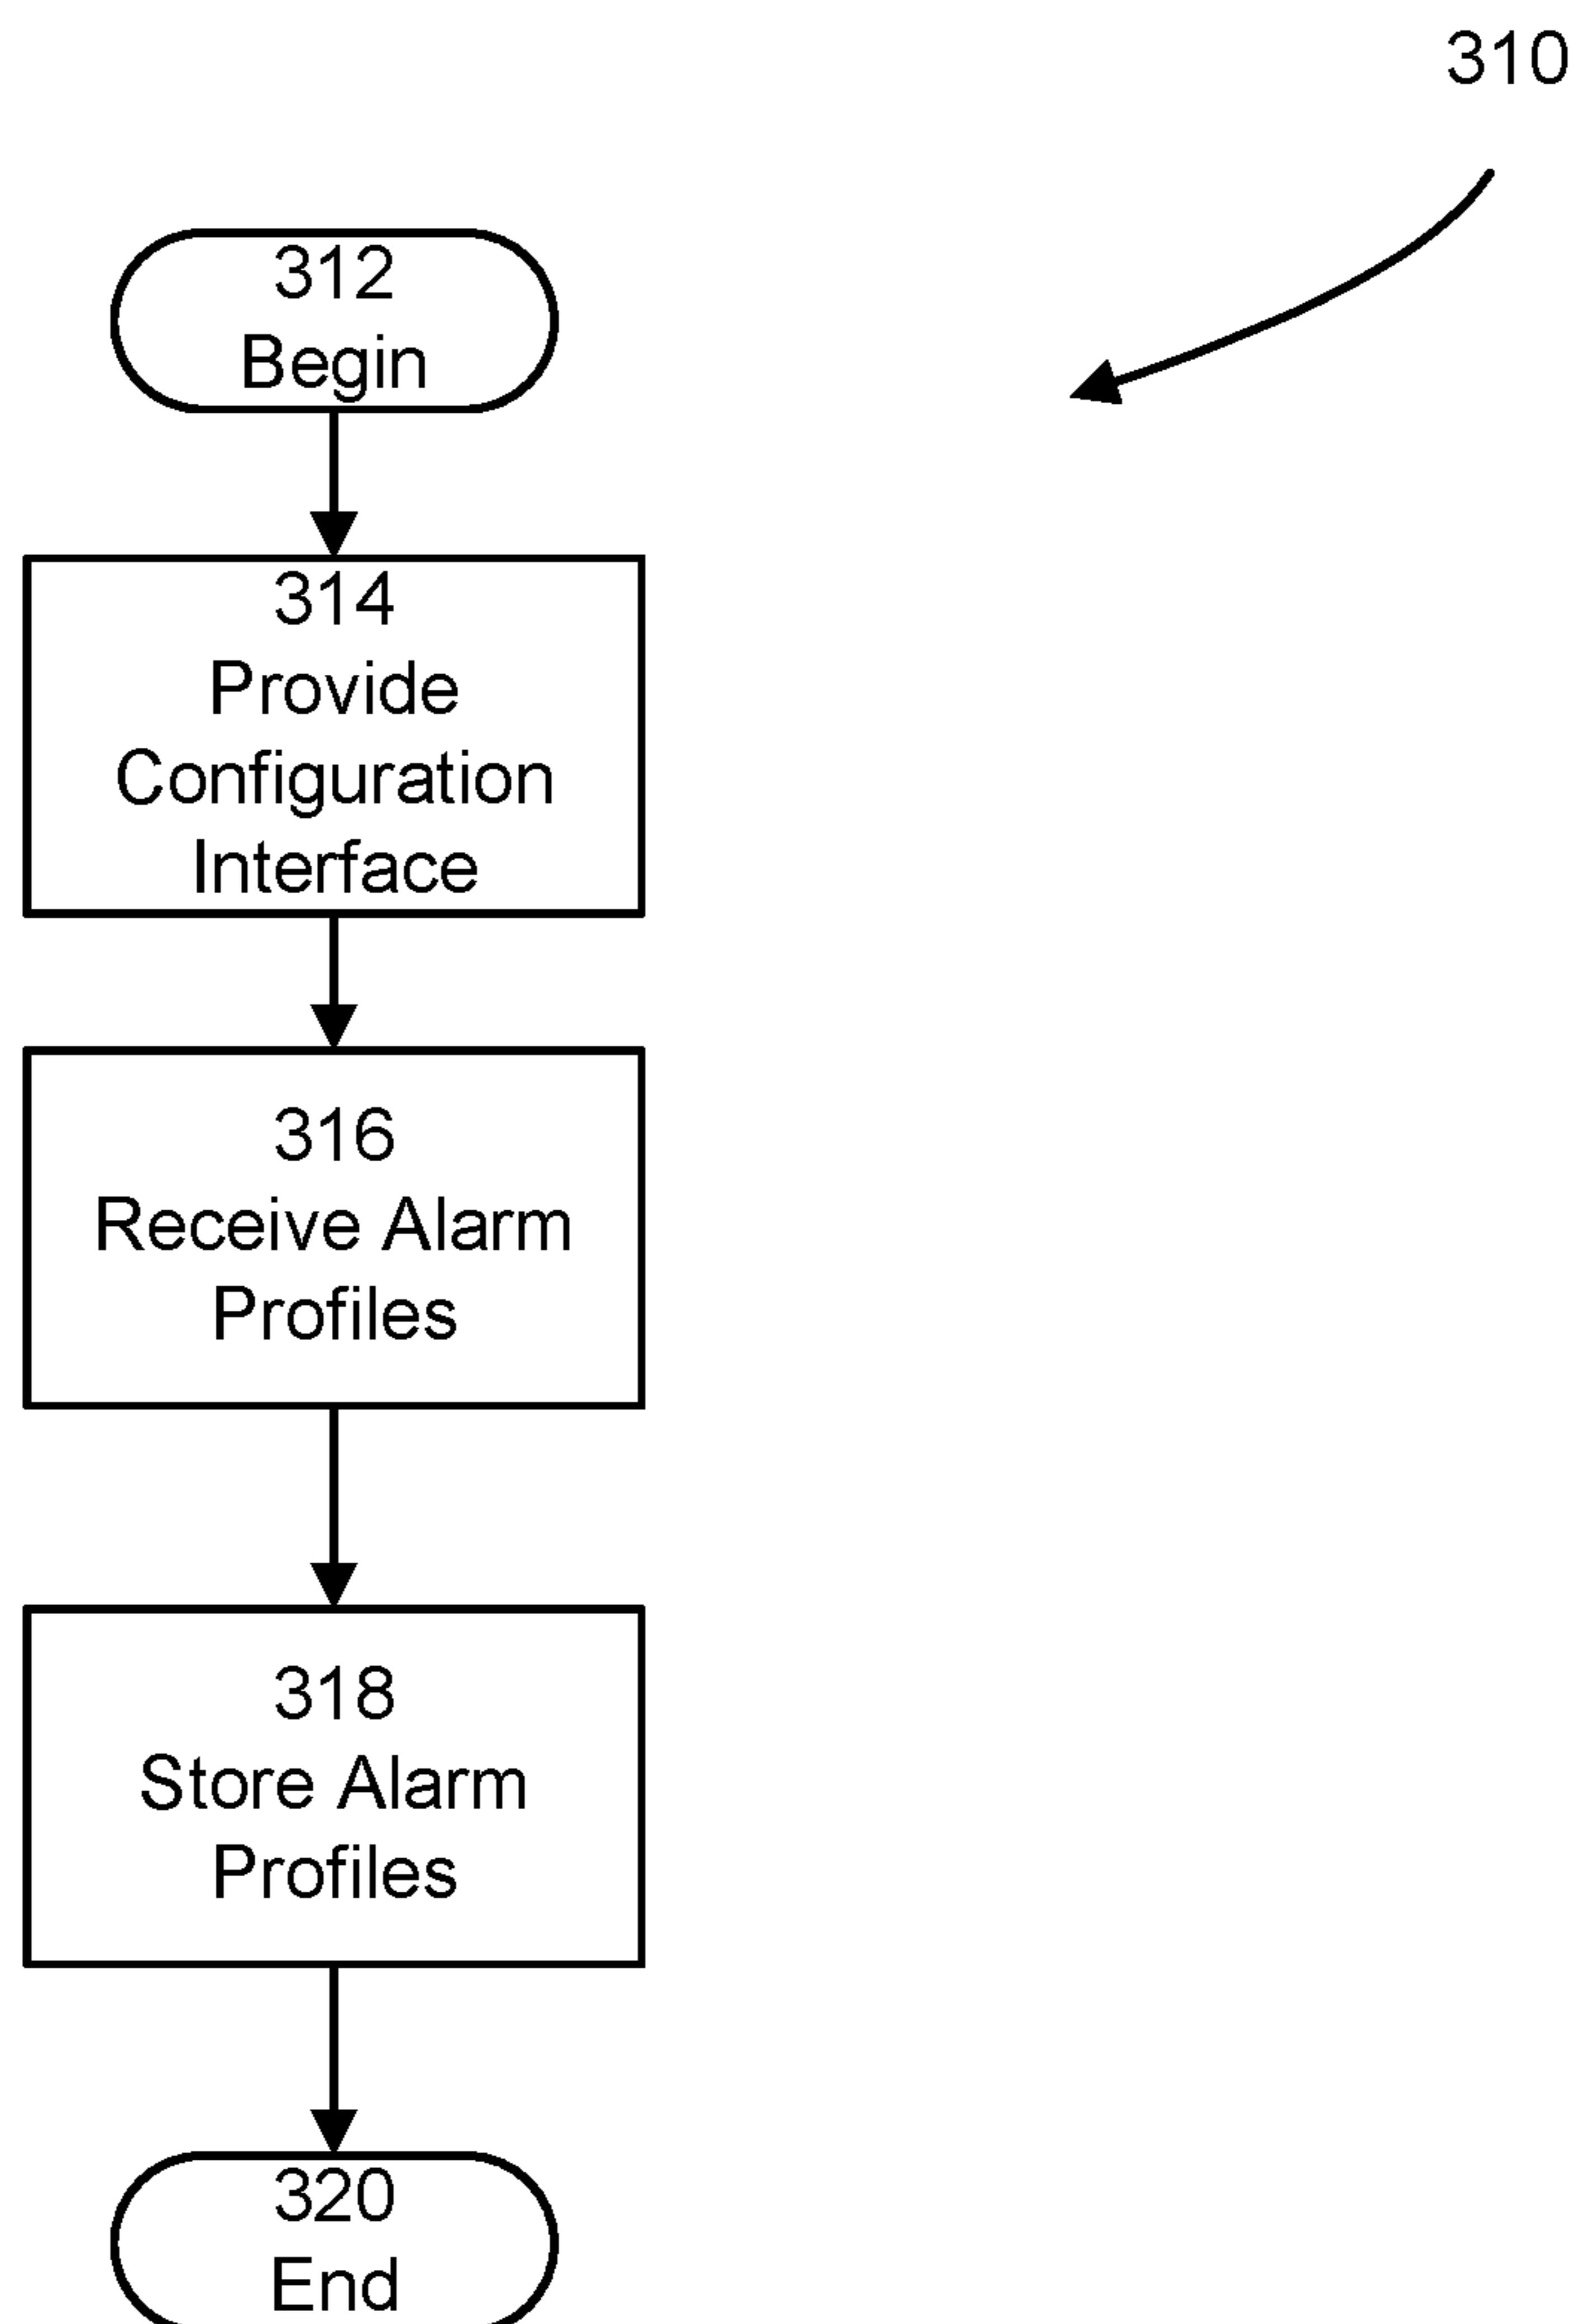 310
312
Begin
314
Provide
Configuration
Interface
316
Receive Alarm
Profiles
318
Store Alarm
Profiles
320
End